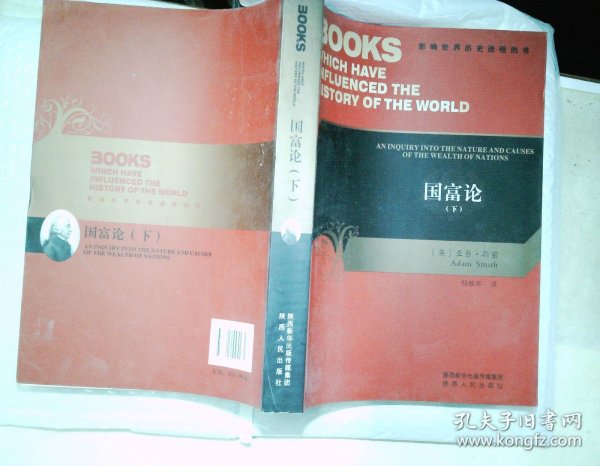 BOOKS
WHICH HAVE
INFLUENCED THE
HISTORY OF THE WORLD
国富论(下)
AN INQUIRY INTO THE NATURE AND CAUSES
OF THE WEALTH OF NATIONS
BOOKS
国富论(下)
陕西新华出版传媒集团
陕西人民出版社
BOOKS
影响世界历史进程的书
WHICH HAVE
INFLUENCED THE
HISTORY OF THE WORLD
AN INQUIRY INTO THE NATURE AND CAUSES
OF THE WEALTH OF NATIONS
国富论
(下)
[英]亚当·斯密
Adam Smith
杨敬年 译
陕西新华出版传媒集团
陕西人民出版社
孔夫子旧书网
www.kongfz.com